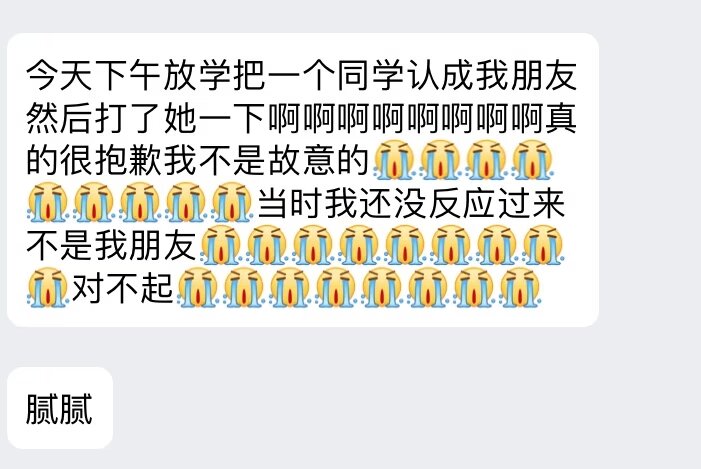 今天下午放学把一个同学认成我朋友
然后打了她一下啊啊啊啊啊啊啊啊真
的很抱歉我不是故意的😭😭😭😭
😭😭😭😭😭当时我还没反应过来
不是我朋友😭😭😭😭😭😭😭😭
😭对不起😭😭😭😭😭😭😭😭
腻腻